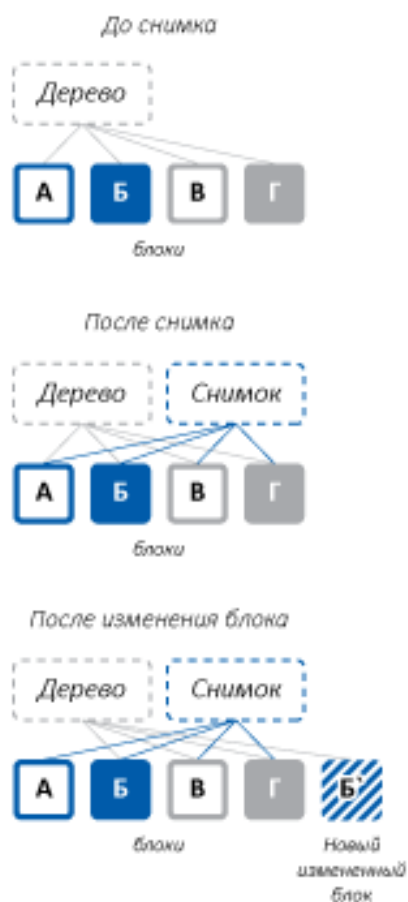 До снимка
Дерево
А Б В Г
блоки
После снимка
Дерево Снимок
А Б В Г
блоки
После изменения блока
Дерево Снимок
А Б В Г Б`
блоки
Новый
измененный
блок